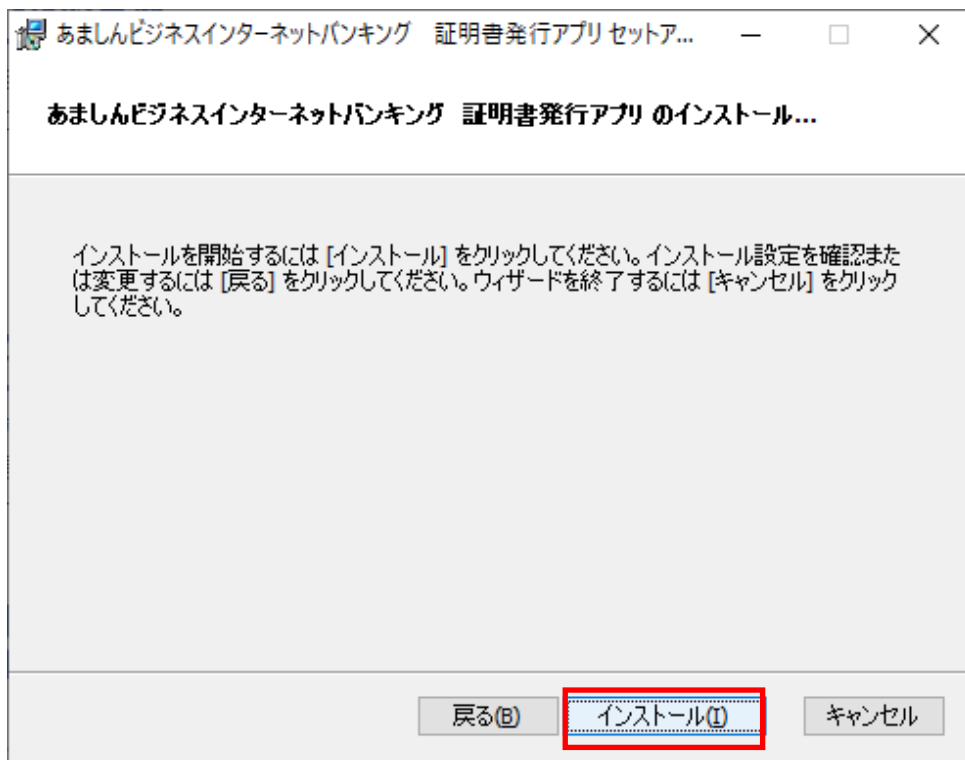 あましんビジネスインターネットバンキング　証明書発行アプリ セットア...
あましんビジネスインターネットバンキング　証明書発行アプリ のインストール...
インストールを開始するには [インストール] をクリックしてください。インストール設定を確認また
は変更するには [戻る] をクリックしてください。ウィザードを終了するには [キャンセル] をクリック
してください。
戻る(B) インストール(I) キャンセル